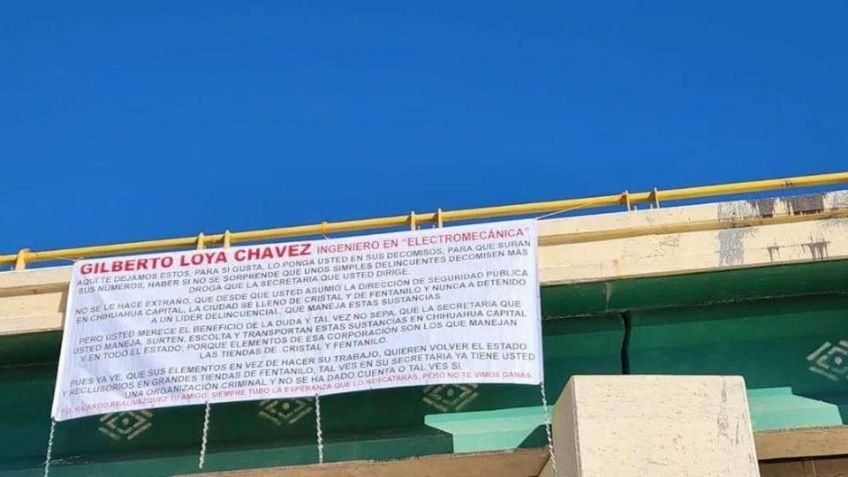 GILBERTO LOYA CHAVEZ INGENIERO EN "ELECTROMECÁNICA"
AQUI TE DEJAMOS ESTOS, PARA SI GUSTA, LO PONGA USTED EN SUS DECOMISOS, PARA QUE SUBAN
SUS NÚMEROS, HABER SI NO SE SORPRENDE QUE UNOS SIMPLES DELINCUENTES DECOMISEN MÁS
DROGA QUE LA SECRETARIA QUE USTED DIRIGE.
NO SE LE HACE EXTRAÑO, QUE DESDE QUE USTED ASUMIÓ LA DIRECCIÓN DE SEGURIDAD PÚBLICA
EN CHIHUAHUA CAPITAL, LA CIUDAD SE LLENO DE CRISTAL Y DE FENTANILO Y NUNCA A DETENIDO
A UN LÍDER DELINCUENCIAL, QUE MANEJA ESTAS SUSTANCIAS.
PERO USTED MERECE EL BENEFICIO DE LA DUDA Y TAL VEZ NO SEPA, QUE LA SECRETARIA QUE
USTED MANEJA, SURTEN, ESCOLTA Y TRANSPORTAN ESTAS SUSTANCIAS EN CHIHUAHUA CAPITAL
Y EN TODO EL ESTADO; PORQUE ELEMENTOS DE ESA CORPORACIÓN SON LOS QUE MANEJAN
LAS TIENDAS DE CRISTAL Y FENTANILO.
PUES YA VE, QUE SUS ELEMENTOS EN VEZ DE HACER SU TRABAJO, QUIEREN VOLVER EL ESTADO
Y RECLUSORIOS EN GRANDES TIENDAS DE FENTANILO, TAL VES EN SU SECRETARIA YA TIENE USTED
UNA ORGANIZACIÓN CRIMINAL Y NO SE HA DADO CUENTA O TAL VES SI.
RICARDO REALIVAZQUEZ TU AMIGO, SIEMPRE TUBO LA ESPERANZA QUE LO RESCATARAS, PERO NO TE VIMOS GANAS.